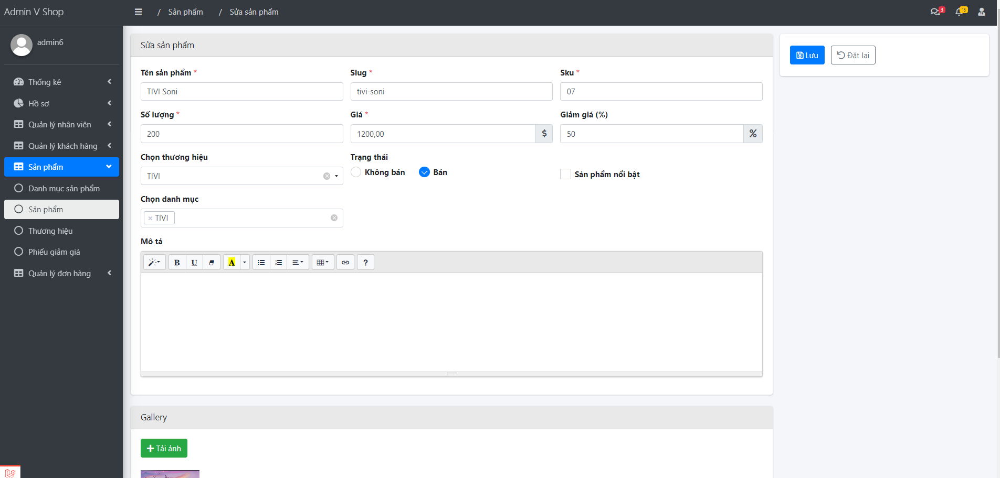 Admin V Shop
/ Sản phẩm / Sửa sản phẩm
3
15
admin6
Thống kê
Hồ sơ
Quản lý nhân viên
Quản lý khách hàng
Sản phẩm
Danh mục sản phẩm
Sản phẩm
Thương hiệu
Phiếu giảm giá
Quản lý đơn hàng
Sửa sản phẩm
Tên sản phẩm * Slug * Sku *
TIVI Soni tivi-soni 07
Số lượng * Giá * Giảm giá (%)
200 1200,00 $ 50 %
Chọn thương hiệu Trạng thái
TIVI Không bán Bán Sản phẩm nổi bật
Chọn danh mục
× TIVI
Mô tả
B U A ?
Gallery
Tải ảnh
Lưu Đặt lại